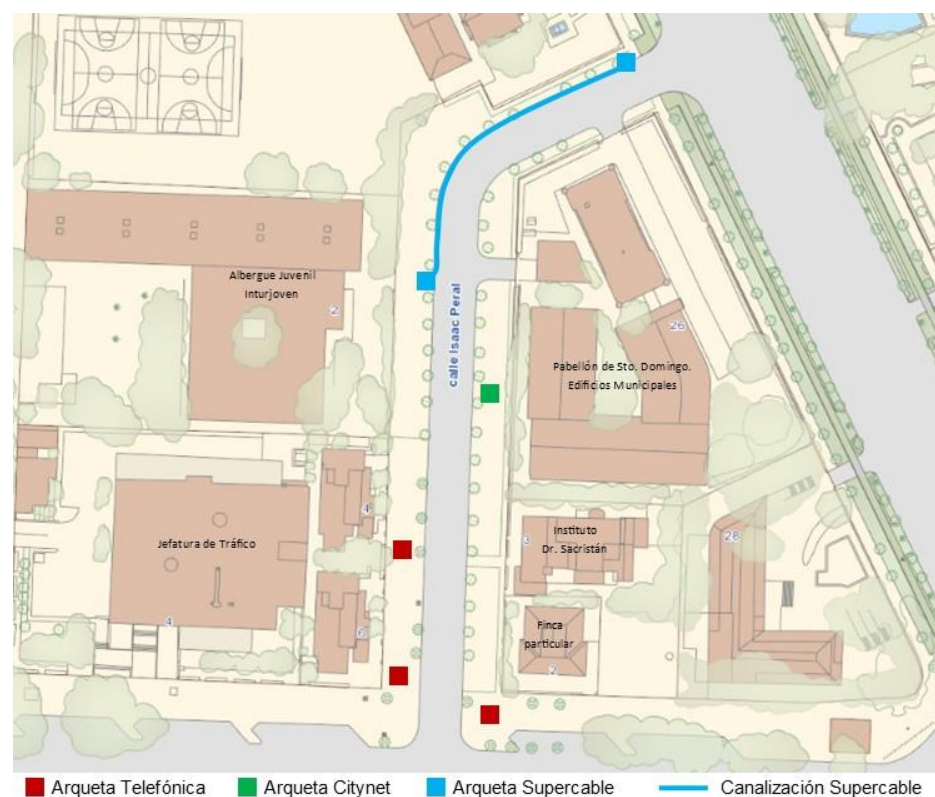 Albergue Juvenil
Inturjoven
2
calle Isaac Peral
26
Pabellón de Sto. Domingo.
Edificios Municipales
4
Jefatura de Tráfico
3
Instituto
Dr. Sacristán
28
4
6
Finca
particular
2
Arqueta Telefónica
Arqueta Citynet
Arqueta Supercable
Canalización Supercable